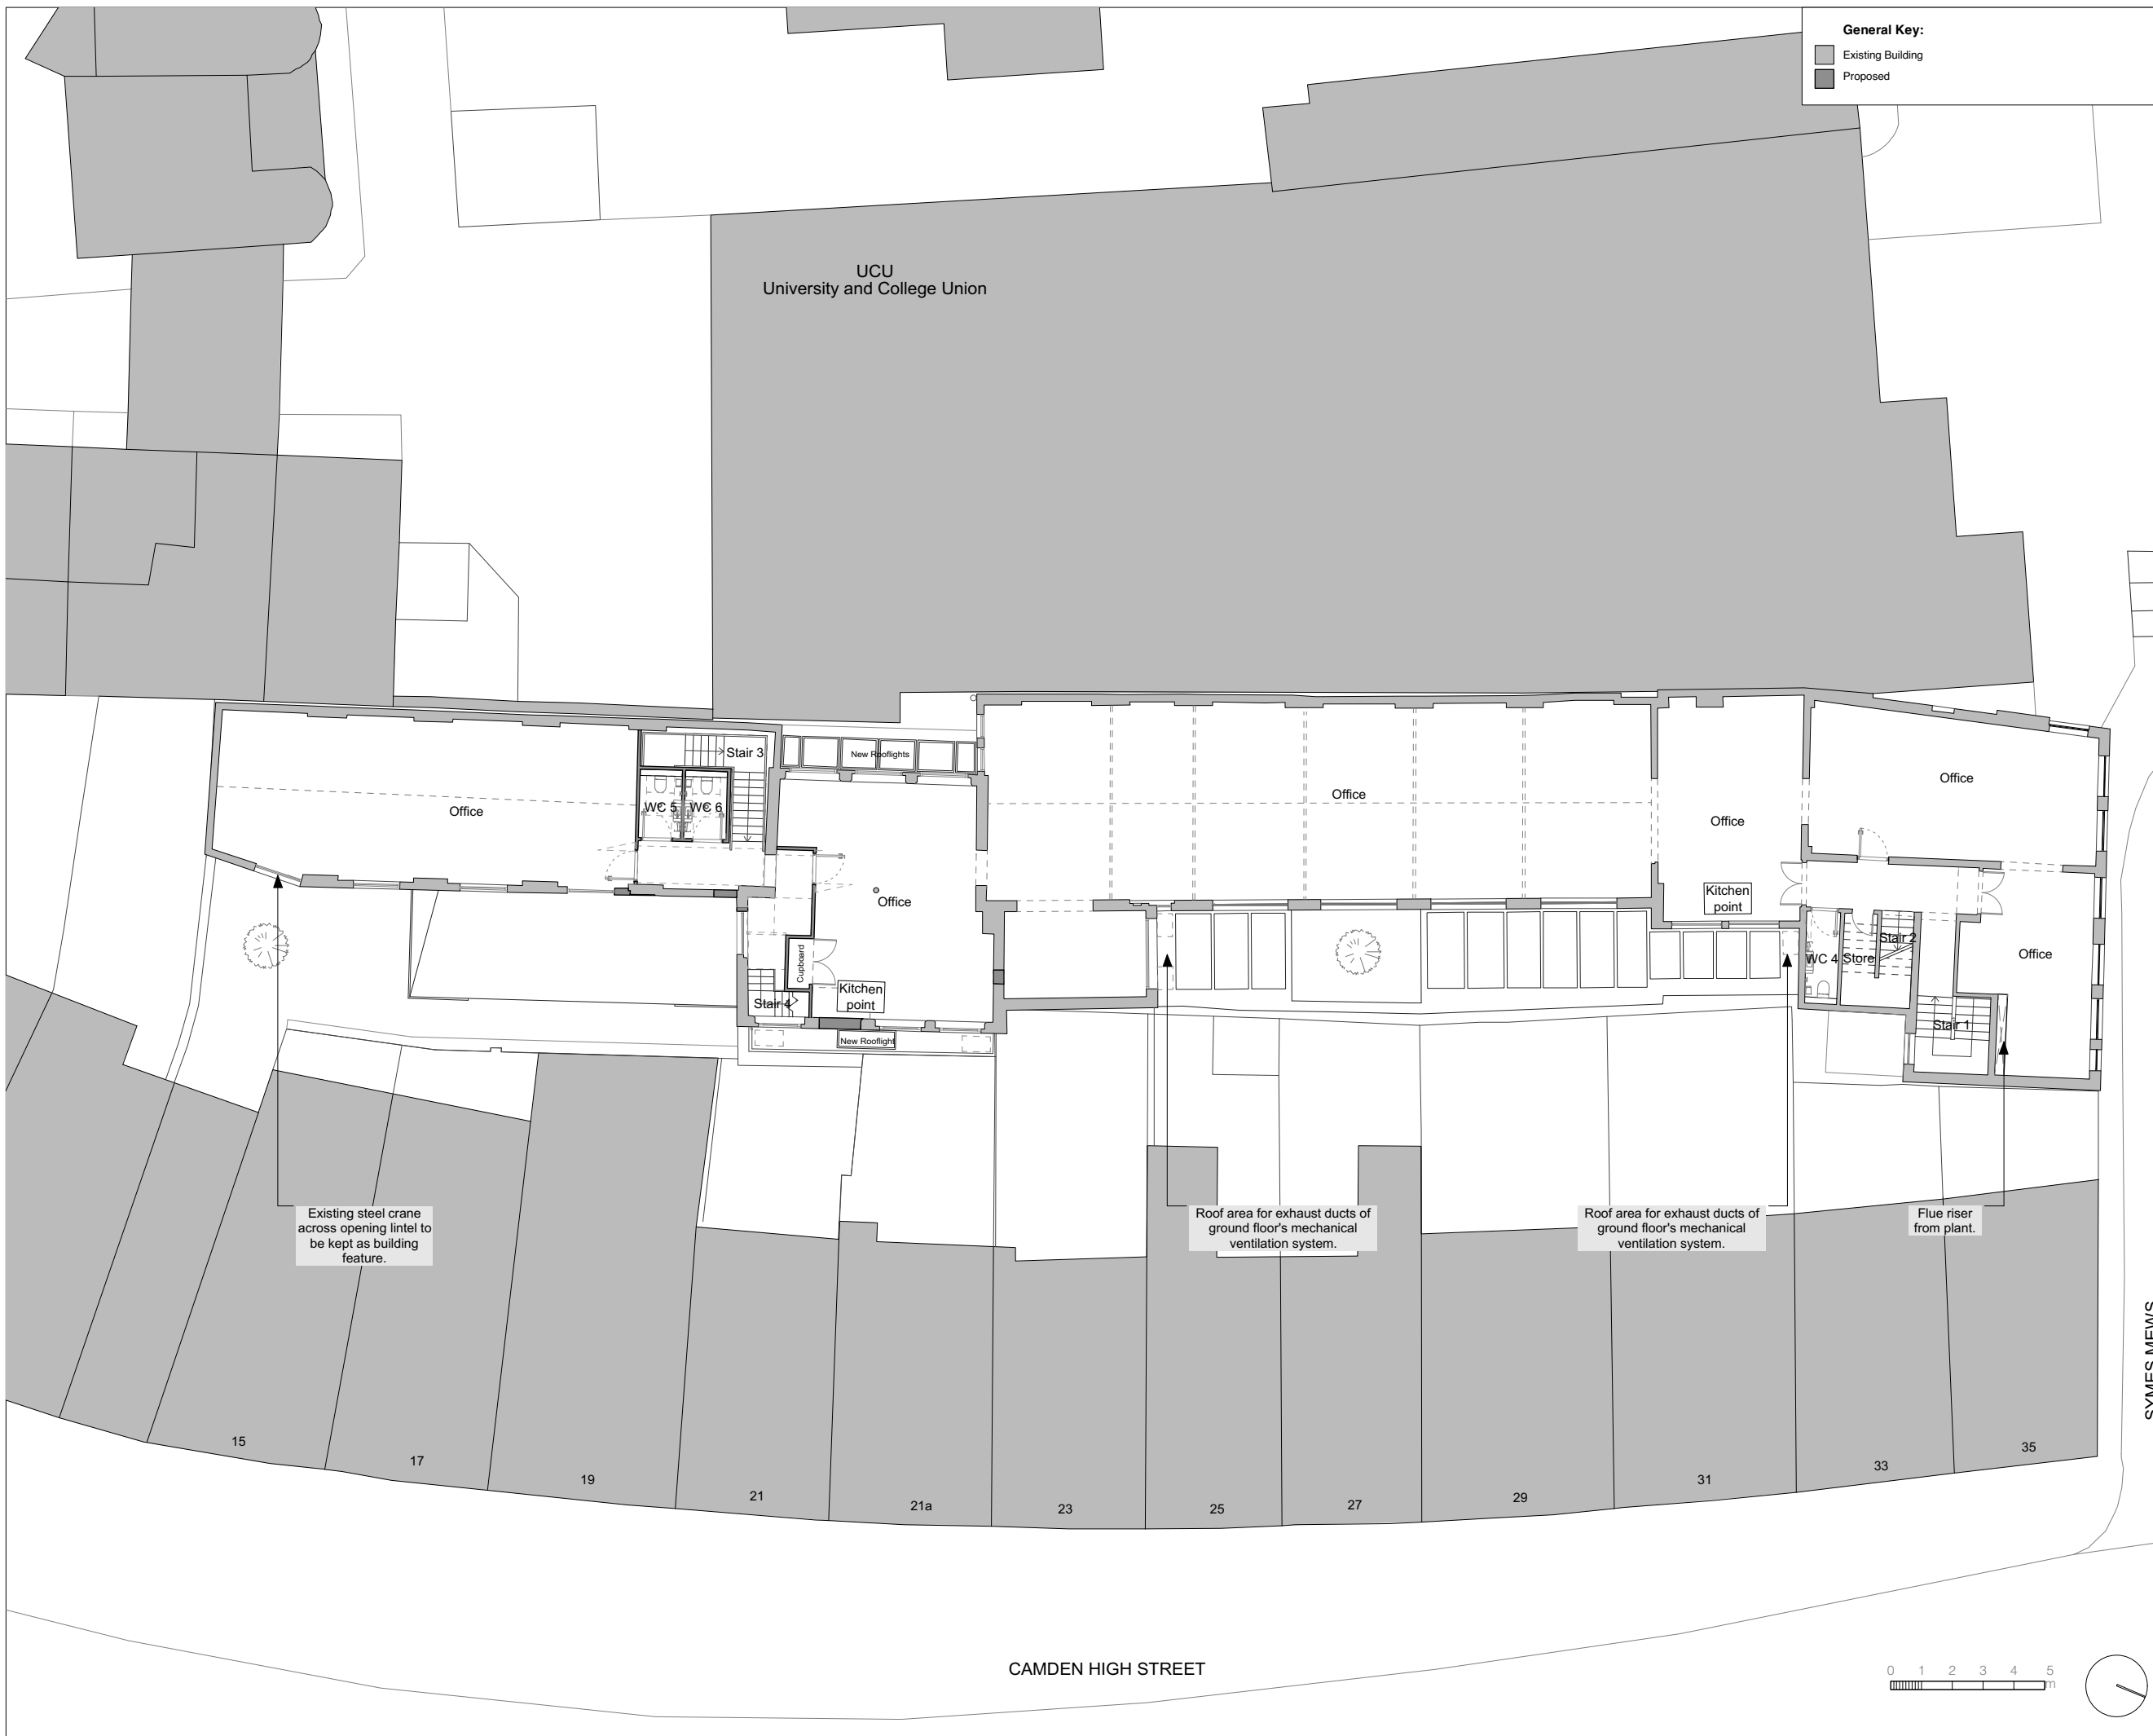 General Key:
Existing Building
Proposed
UCU
University and College Union
Stair 3
New Rooflights
Office
Office
Office
WC 5
WC 6
Office
Office
Kitchen
point
Office
Cupboard
Stair 2
WC 4
Store
Office
Kitchen
point
Stair 4
Stair 1
New Rooflight
Existing steel crane
across opening lintel to
be kept as building
feature.
Roof area for exhaust ducts of
ground floor's mechanical
ventilation system.
Roof area for exhaust ducts of
ground floor's mechanical
ventilation system.
Flue riser
from plant.
SYMES MEWS
15
17
19
21
21a
23
25
27
29
31
33
35
CAMDEN HIGH STREET
0 1 2 3 4 5
m